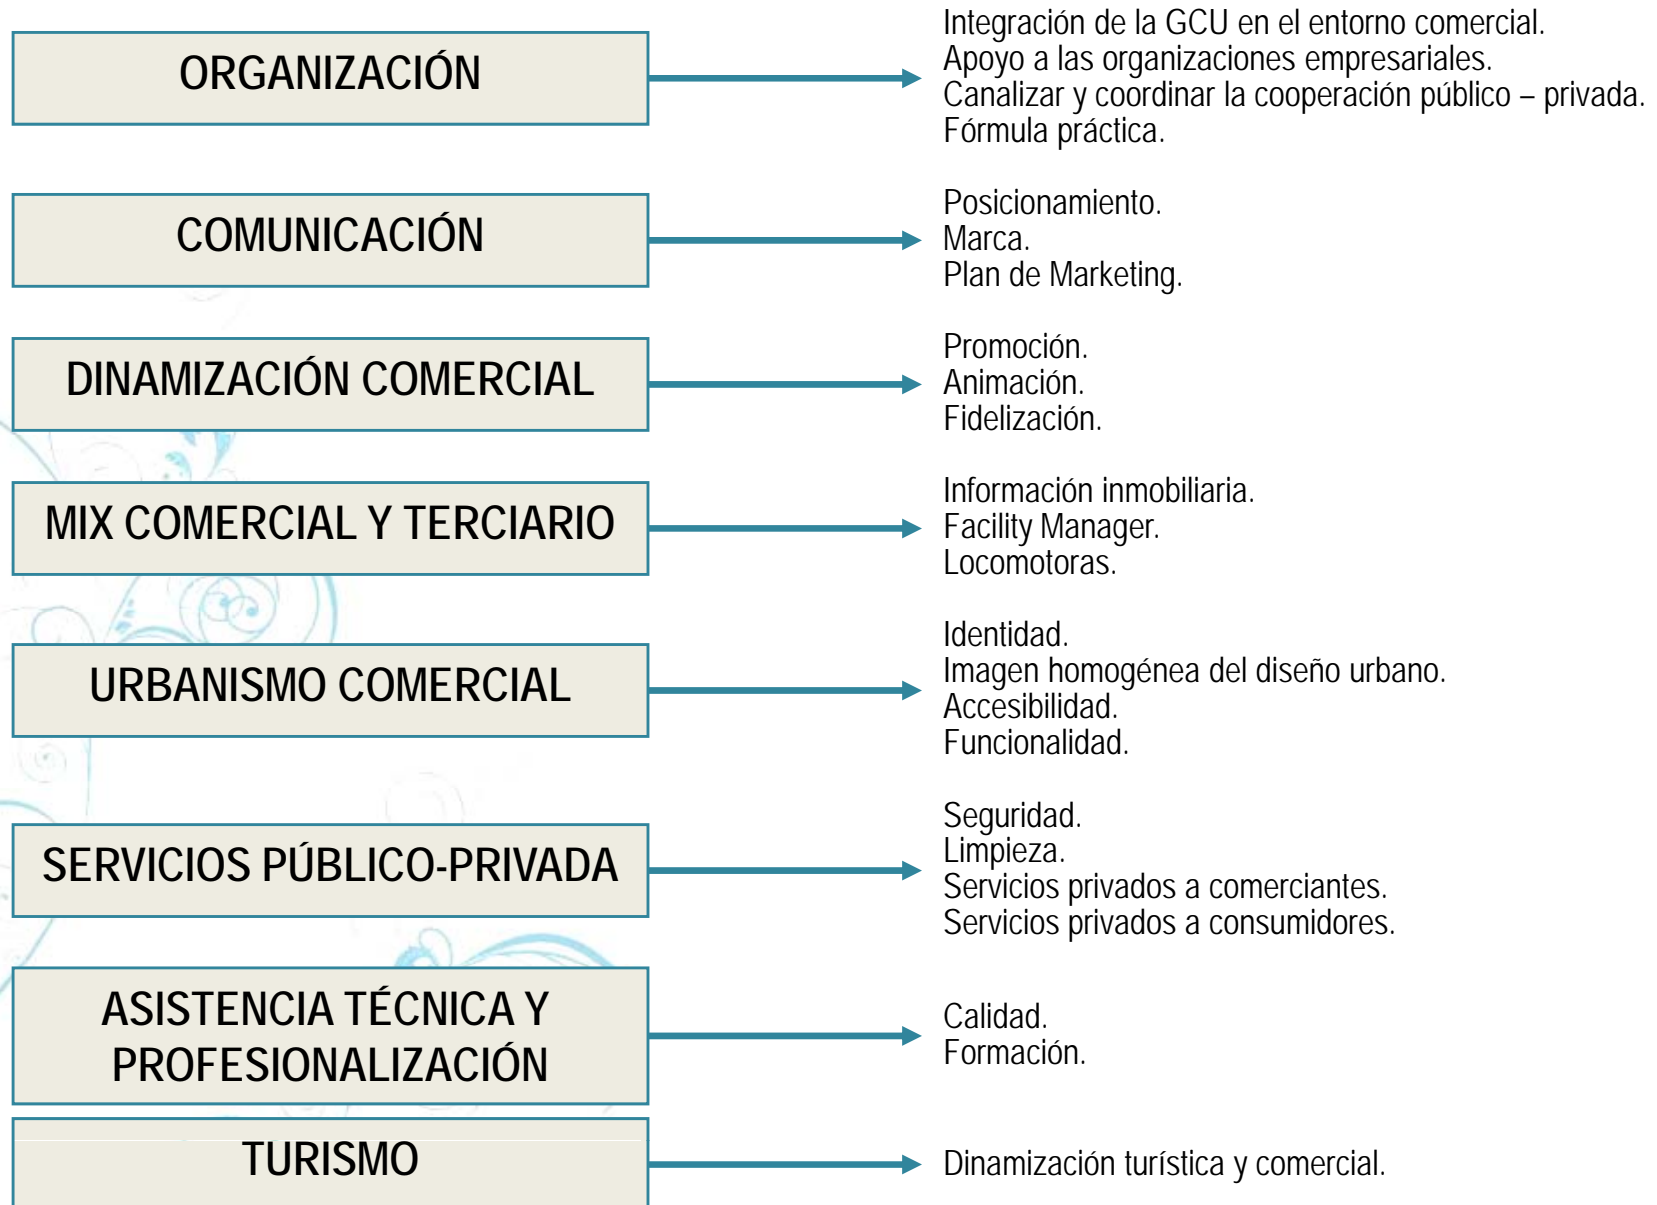 ORGANIZACIÓN
Integración de la GCU en el entorno comercial.
Apoyo a las organizaciones empresariales.
Canalizar y coordinar la cooperación público – privada.
Fórmula práctica.
COMUNICACIÓN
Posicionamiento.
Marca.
Plan de Marketing.
DINAMIZACIÓN COMERCIAL
Promoción.
Animación.
Fidelización.
MIX COMERCIAL Y TERCIARIO
Información inmobiliaria.
Facility Manager.
Locomotoras.
URBANISMO COMERCIAL
Identidad.
Imagen homogénea del diseño urbano.
Accesibilidad.
Funcionalidad.
SERVICIOS PÚBLICO-PRIVADA
Seguridad.
Limpieza.
Servicios privados a comerciantes.
Servicios privados a consumidores.
ASISTENCIA TÉCNICA Y
PROFESIONALIZACIÓN
Calidad.
Formación.
TURISMO
Dinamización turística y comercial.